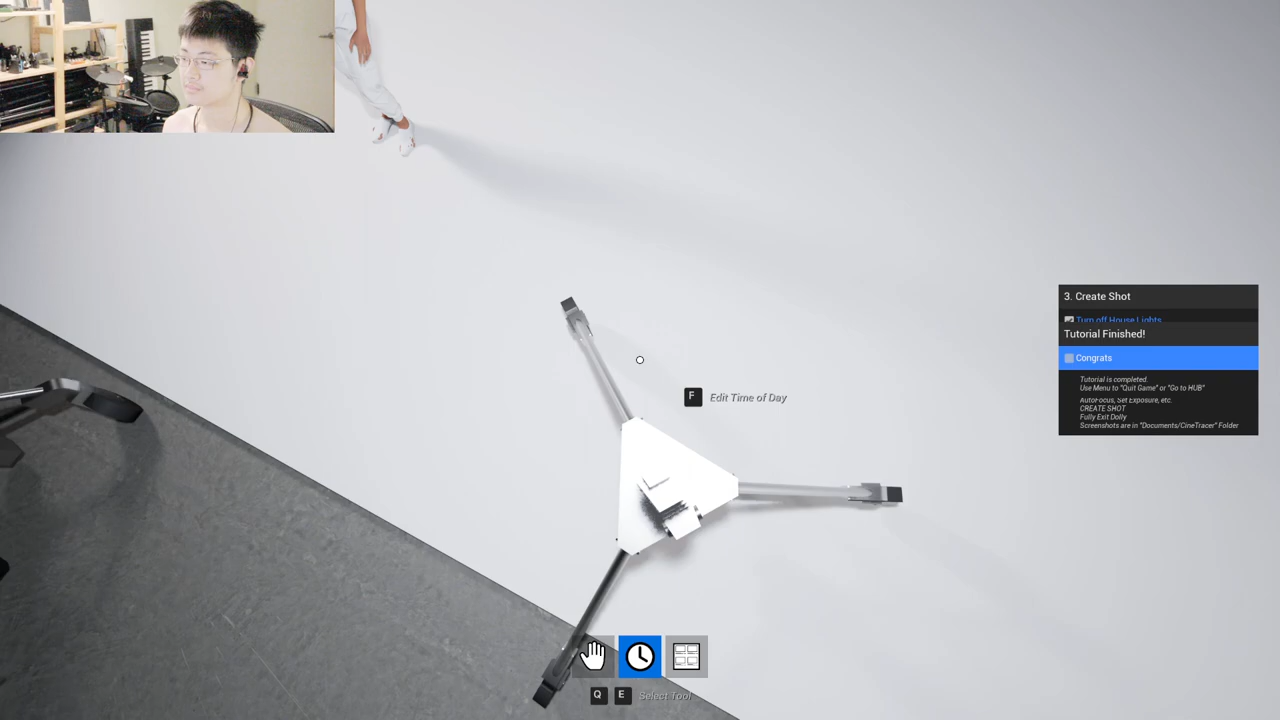 3. Create Shot
Turn off House Lights
Tutorial Finished!
Congrats
Tutorial is completed.
Use Menu to "Quit Game" or "Go to HUB"
AutoFocus, Set Exposure, etc.
CREATE SHOT
Fully Exit Dolly
Screenshots are in "Documents/CineTracer" Folder
F Edit Time of Day
Q E Select Tool